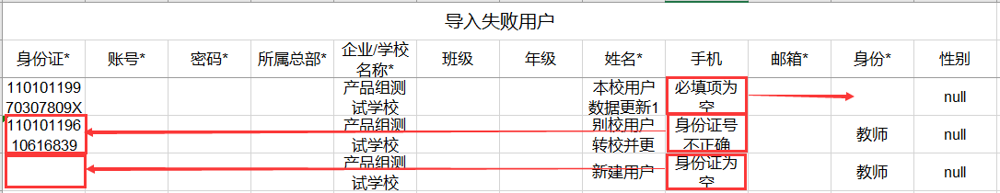 导入失败用户
身份证* 账号* 密码* 所属总部* 企业/学校 名称* 班级 年级 姓名* 手机 邮箱* 身份* 性别
110101199 产品组测 本校用户 必填项为 null
70307809X 试学校 数据更新1 空
110101196 产品组测 别校用户 身份证号 教师 null
10616839 试学校 转校并更 不正确
产品组测 新建用户 身份证为 教师 null
试学校 空